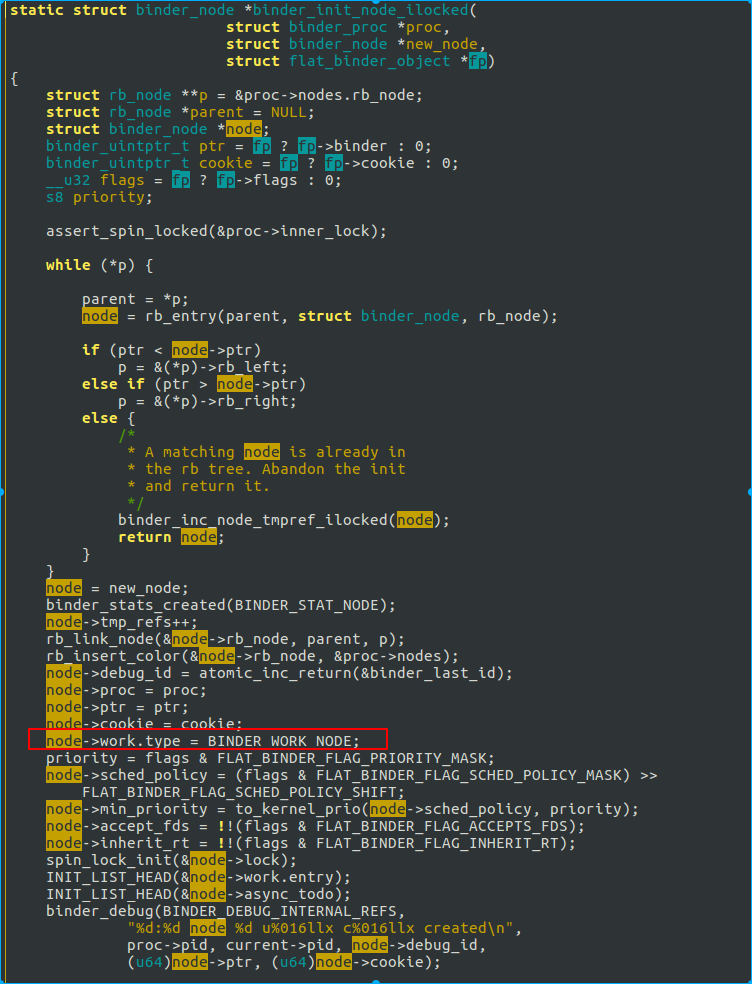 static struct binder_node *binder_init_node_ilocked(
                        struct binder_proc *proc,
                        struct binder_node *new_node,
                        struct flat_binder_object *fp)
{
    struct rb_node **p = &proc->nodes.rb_node;
    struct rb_node *parent = NULL;
    struct binder_node *node;
    binder_uintptr_t ptr = fp ? fp->binder : 0;
    binder_uintptr_t cookie = fp ? fp->cookie : 0;
    __u32 flags = fp ? fp->flags : 0;
    s8 priority;

    assert_spin_locked(&proc->inner_lock);

    while (*p) {

        parent = *p;
        node = rb_entry(parent, struct binder_node, rb_node);

        if (ptr < node->ptr)
            p = &(*p)->rb_left;
        else if (ptr > node->ptr)
            p = &(*p)->rb_right;
        else {
            /*
             * A matching node is already in
             * the rb tree. Abandon the init
             * and return it.
             */
            binder_inc_node_tmpref_ilocked(node);
            return node;
        }
    }
    node = new_node;
    binder_stats_created(BINDER_STAT_NODE);
    node->tmp_refs++;
    rb_link_node(&node->rb_node, parent, p);
    rb_insert_color(&node->rb_node, &proc->nodes);
    node->debug_id = atomic_inc_return(&binder_last_id);
    node->proc = proc;
    node->ptr = ptr;
    node->cookie = cookie;
    node->work.type = BINDER_WORK_NODE;
    priority = flags & FLAT_BINDER_FLAG_PRIORITY_MASK;
    node->sched_policy = (flags & FLAT_BINDER_FLAG_SCHED_POLICY_MASK) >>
        FLAT_BINDER_FLAG_SCHED_POLICY_SHIFT;
    node->min_priority = to_kernel_prio(node->sched_policy, priority);
    node->accept_fds = !!(flags & FLAT_BINDER_FLAG_ACCEPTS_FDS);
    node->inherit_rt = !!(flags & FLAT_BINDER_FLAG_INHERIT_RT);
    spin_lock_init(&node->lock);
    INIT_LIST_HEAD(&node->work.entry);
    INIT_LIST_HEAD(&node->async_todo);
    binder_debug(BINDER_DEBUG_INTERNAL_REFS,
             "%d:%d node %d u%016llx c%016llx created\n",
             proc->pid, current->pid, node->debug_id,
             (u64)node->ptr, (u64)node->cookie);